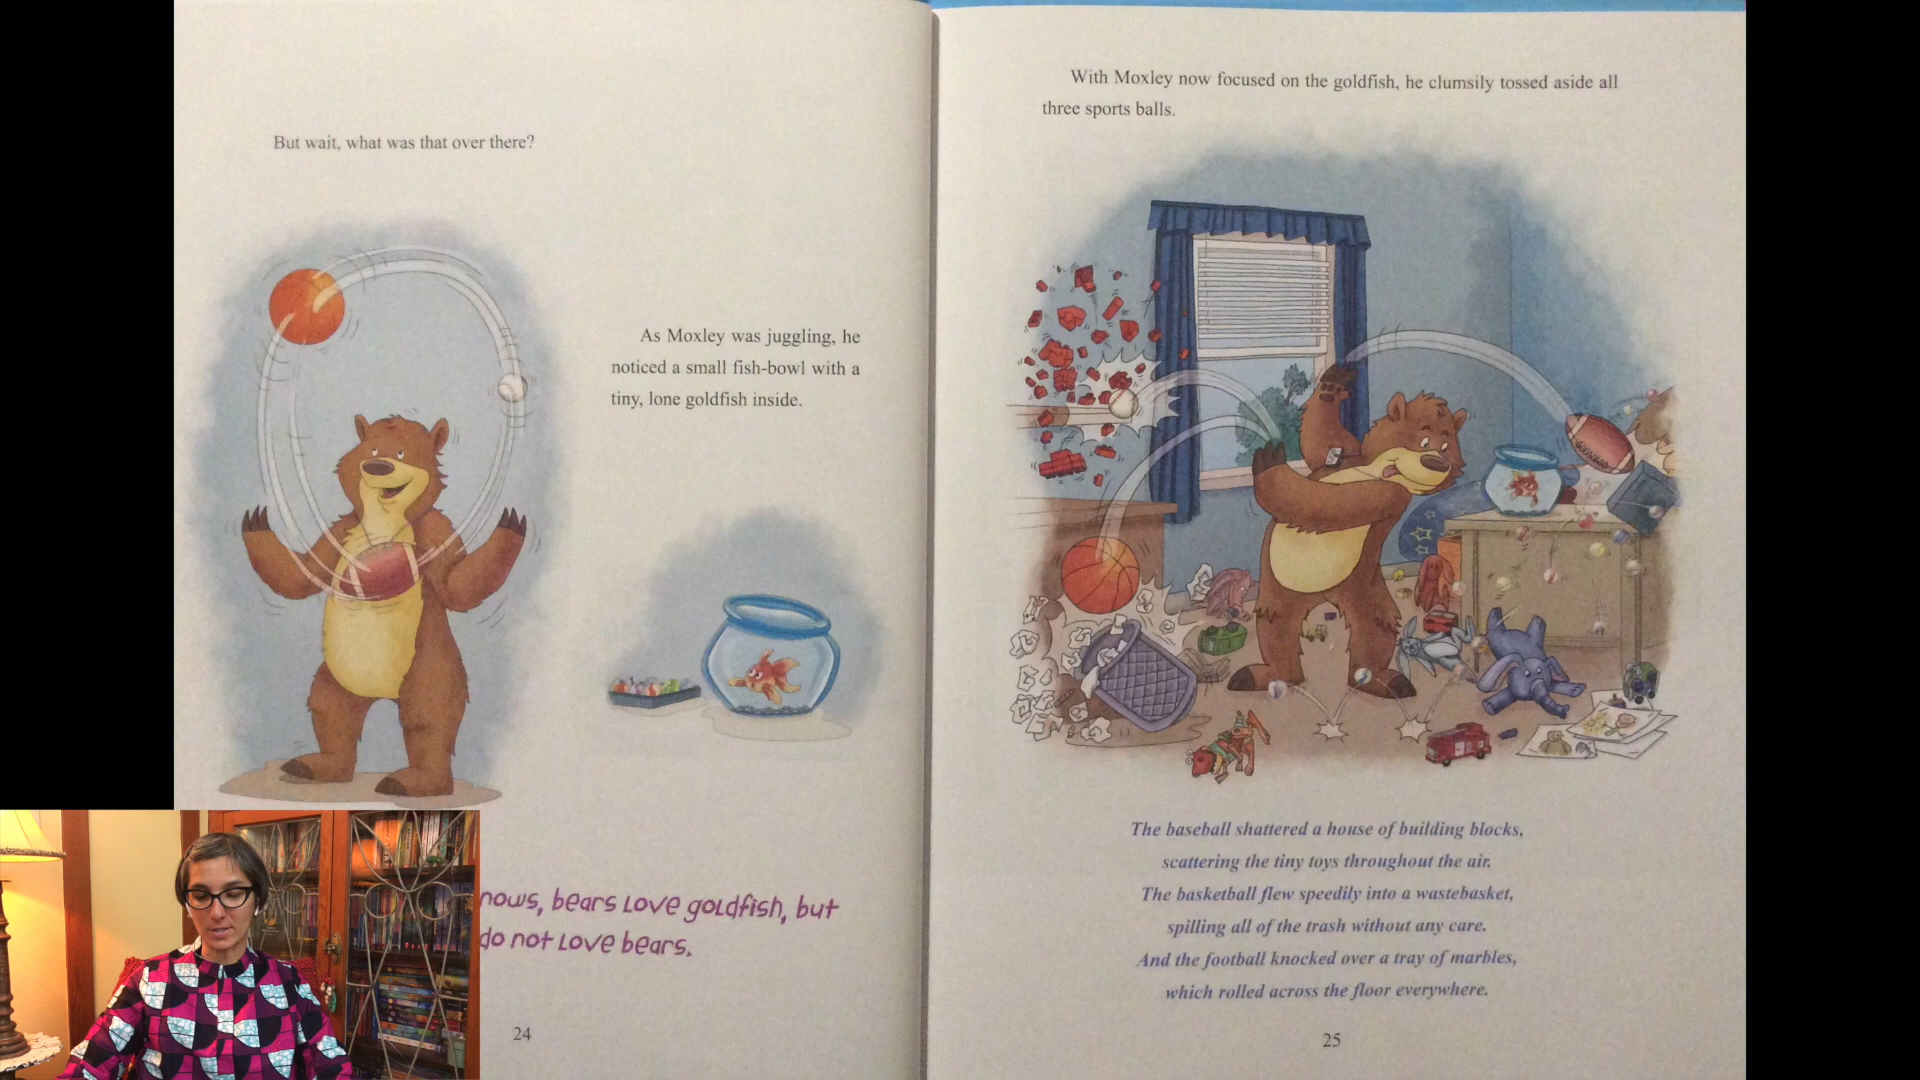 But wait, what was that over there?
As Moxley was juggling, he
noticed a small fish-bowl with a
tiny, lone goldfish inside.
nows, bears love goldfish, but
do not love bears.
24
With Moxley now focused on the goldfish, he clumsily tossed aside all
three sports balls.
The baseball shattered a house of building blocks,
scattering the tiny toys throughout the air.
The basketball flew speedily into a wastebasket,
spilling all of the trash without any care.
And the football knocked over a tray of marbles,
which rolled across the floor everywhere.
25